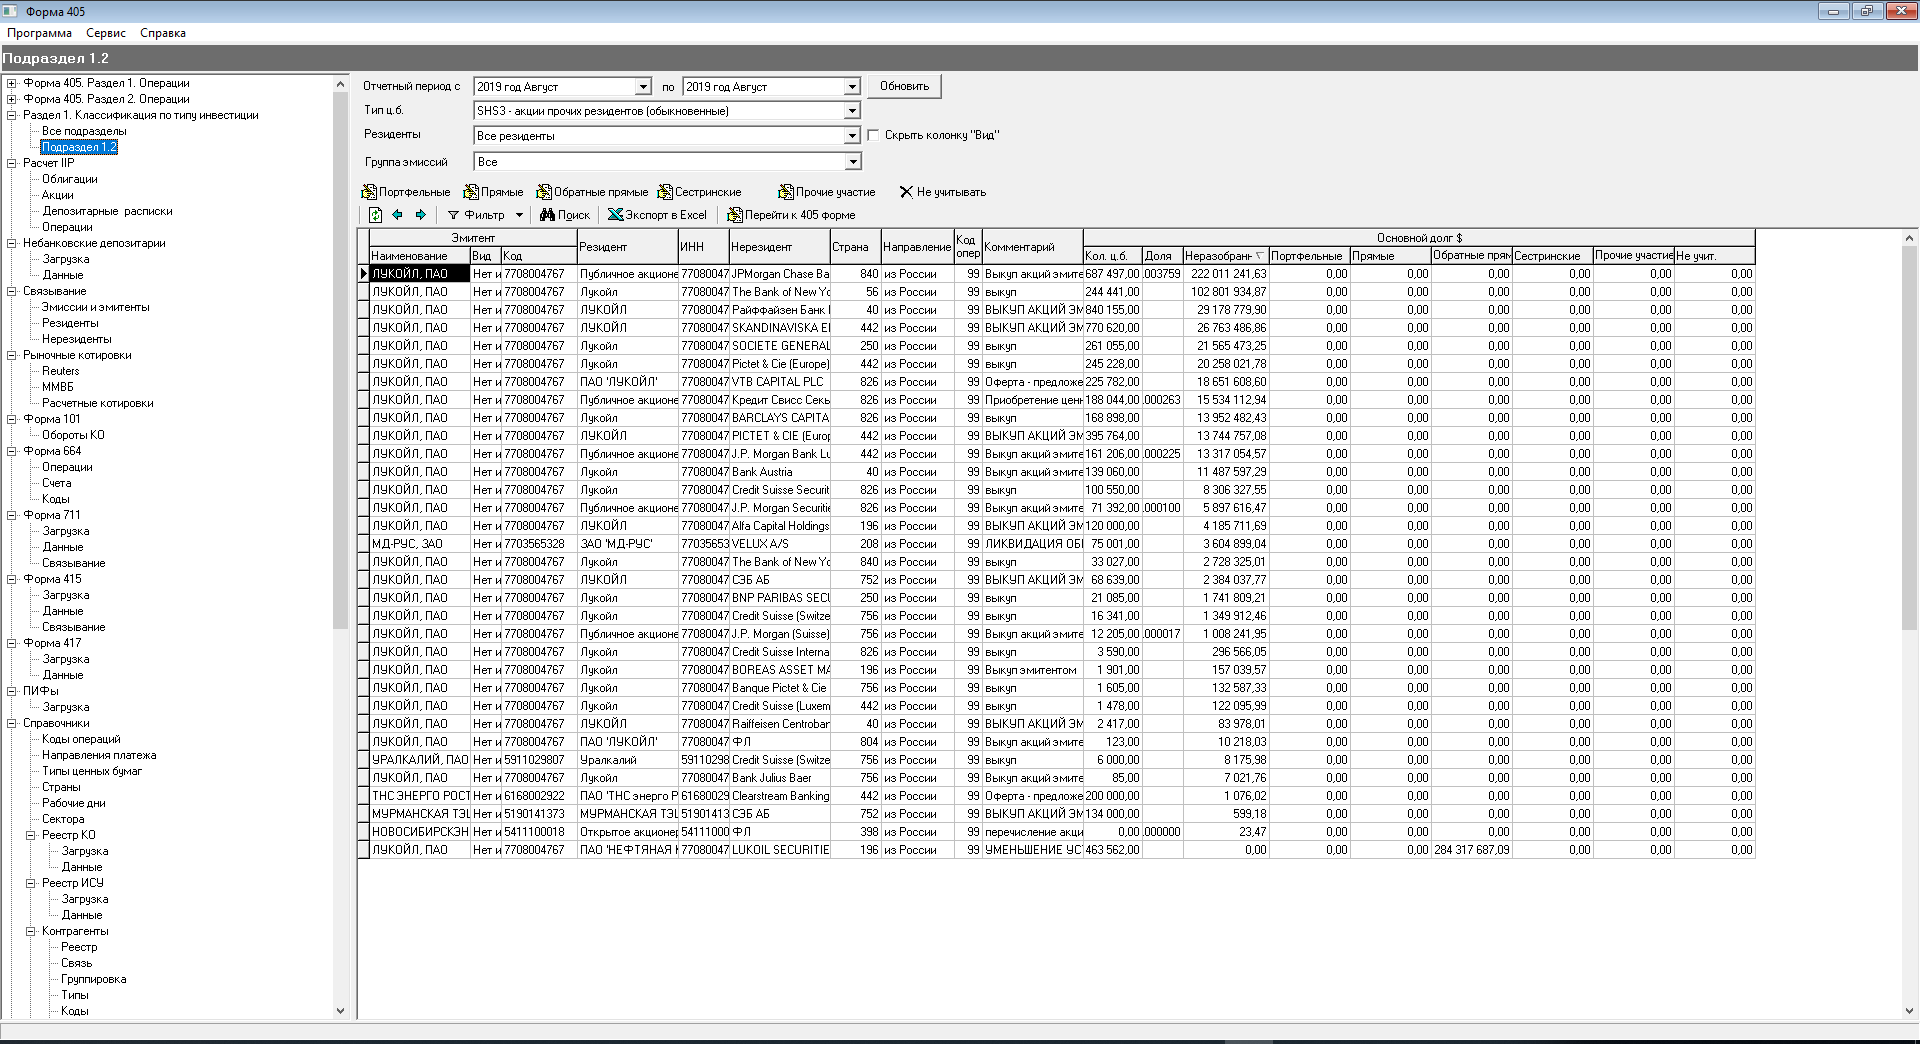 Форма 405
Программа Сервис Справка
Подраздел 1.2
Форма 405. Раздел 1. Операции
Форма 405. Раздел 2. Операции
Раздел 1. Классификация по типу инвестиции
Все подразделы
Подраздел 1.2
Расчет IIP
Облигации
Акции
Депозитарные расписки
Операции
Небанковские депозитарии
Загрузка
Данные
Связывание
Эмиссии и эмитенты
Резиденты
Нерезиденты
Рыночные котировки
Reuters
ММВБ
Расчетные котировки
Форма 101
Обороты КО
Форма 664
Операции
Счета
Коды
Форма 711
Загрузка
Данные
Связывание
Форма 415
Загрузка
Данные
Связывание
Форма 417
Загрузка
Данные
ПИФы
Загрузка
Справочники
Коды операций
Направления платежа
Типы ценных бумаг
Страны
Рабочие дни
Сектора
Реестр КО
Загрузка
Данные
Реестр ИСУ
Загрузка
Данные
Контрагенты
Реестр
Связь
Группировка
Типы
Коды
Отчетный период с 2019 год Август по 2019 год Август Обновить
Тип ц.б. SHS3 - акции прочих резидентов (обыкновенные)
Резиденты Все резиденты Скрыть колонку "Вид"
Группа эмиссий Все
Портфельные Прямые Обратные прямые Сестринские Прочие участие Не учитывать
Фильтр Поиск Экспорт в Excel Перейти к 405 форме
Эмитент Резидент ИНН Нерезидент Страна Направление Код опер Комментарий Основной долг $
Наименование Вид Код Кол. ц.б. Доля Неразобранн Портфельные Прямые Обратные прям Сестринские Прочие участие Не учит.
ЛУКОЙЛ, ПАО Нет и 7708004767 Публичное акционе 77080047 JPMorgan Chase Ba 840 из России 99 Выкуп акций эмите 687 497,00 .003759 222 011 241,63 0,00 0,00 0,00 0,00 0,00 0,00
ЛУКОЙЛ, ПАО Нет и 7708004767 Лукойл 77080047 The Bank of New Yo 56 из России 99 выкуп 244 441,00 102 801 934,87 0,00 0,00 0,00 0,00 0,00 0,00
ЛУКОЙЛ, ПАО Нет и 7708004767 ЛУКОЙЛ 77080047 Райффайзен Банк 40 из России 99 ВЫКУП АКЦИЙ ЭМ 840 155,00 29 178 779,90 0,00 0,00 0,00 0,00 0,00 0,00
ЛУКОЙЛ, ПАО Нет и 7708004767 ЛУКОЙЛ 77080047 SKANDINAVISKA E 442 из России 99 ВЫКУП АКЦИЙ ЭМ 770 620,00 26 763 486,86 0,00 0,00 0,00 0,00 0,00 0,00
ЛУКОЙЛ, ПАО Нет и 7708004767 Лукойл 77080047 SOCIETE GENERAL 250 из России 99 выкуп 261 055,00 21 565 473,25 0,00 0,00 0,00 0,00 0,00 0,00
ЛУКОЙЛ, ПАО Нет и 7708004767 Лукойл 77080047 Pictet & Cie (Europe) 442 из России 99 выкуп 245 228,00 20 258 021,78 0,00 0,00 0,00 0,00 0,00 0,00
ЛУКОЙЛ, ПАО Нет и 7708004767 ПАО 'ЛУКОЙЛ' 77080047 VTB CAPITAL PLC 826 из России 99 Оферта - предложе 225 782,00 18 651 608,60 0,00 0,00 0,00 0,00 0,00 0,00
ЛУКОЙЛ, ПАО Нет и 7708004767 Публичное акционе 77080047 Кредит Свисс Секь 826 из России 99 Приобретение ценн 188 044,00 .000263 15 534 112,94 0,00 0,00 0,00 0,00 0,00 0,00
ЛУКОЙЛ, ПАО Нет и 7708004767 Лукойл 77080047 BARCLAYS CAPITA 826 из России 99 выкуп 168 898,00 13 952 482,43 0,00 0,00 0,00 0,00 0,00 0,00
ЛУКОЙЛ, ПАО Нет и 7708004767 ЛУКОЙЛ 77080047 PICTET & CIE (Europ 442 из России 99 ВЫКУП АКЦИЙ ЭМ 395 764,00 13 744 757,08 0,00 0,00 0,00 0,00 0,00 0,00
ЛУКОЙЛ, ПАО Нет и 7708004767 Публичное акционе 77080047 J.P. Morgan Bank Lu 442 из России 99 Выкуп акций эмите 161 206,00 .000225 13 317 054,57 0,00 0,00 0,00 0,00 0,00 0,00
ЛУКОЙЛ, ПАО Нет и 7708004767 Лукойл 77080047 Bank Austria 40 из России 99 выкуп 139 060,00 11 487 597,29 0,00 0,00 0,00 0,00 0,00 0,00
ЛУКОЙЛ, ПАО Нет и 7708004767 Лукойл 77080047 Credit Suisse Securit 826 из России 99 выкуп 100 550,00 8 306 327,55 0,00 0,00 0,00 0,00 0,00 0,00
ЛУКОЙЛ, ПАО Нет и 7708004767 Публичное акционе 77080047 J.P. Morgan Securitie 826 из России 99 Выкуп акций эмите 71 392,00 .000100 5 897 616,47 0,00 0,00 0,00 0,00 0,00 0,00
ЛУКОЙЛ, ПАО Нет и 7708004767 ЛУКОЙЛ 77080047 Alfa Capital Holdings 196 из России 99 ВЫКУП АКЦИЙ ЭМ 120 000,00 4 185 711,69 0,00 0,00 0,00 0,00 0,00 0,00
МД-РУС, ЗАО Нет и 7703565328 ЗАО 'МД-РУС' 77035653 VELUX A/S 208 из России 99 ЛИКВИДАЦИЯ ОБ 75 001,00 3 604 899,04 0,00 0,00 0,00 0,00 0,00 0,00
ЛУКОЙЛ, ПАО Нет и 7708004767 Лукойл 77080047 The Bank of New Yo 840 из России 99 выкуп 33 027,00 2 728 325,01 0,00 0,00 0,00 0,00 0,00 0,00
ЛУКОЙЛ, ПАО Нет и 7708004767 ЛУКОЙЛ 77080047 СЭБ АБ 752 из России 99 ВЫКУП АКЦИЙ ЭМ 68 639,00 2 384 037,77 0,00 0,00 0,00 0,00 0,00 0,00
ЛУКОЙЛ, ПАО Нет и 7708004767 Лукойл 77080047 BNP PARIBAS SECU 250 из России 99 выкуп 21 085,00 1 741 809,21 0,00 0,00 0,00 0,00 0,00 0,00
ЛУКОЙЛ, ПАО Нет и 7708004767 Лукойл 77080047 Credit Suisse (Switze 756 из России 99 выкуп 16 341,00 1 349 912,46 0,00 0,00 0,00 0,00 0,00 0,00
ЛУКОЙЛ, ПАО Нет и 7708004767 Публичное акционе 77080047 J.P. Morgan (Suisse) 756 из России 99 Выкуп акций эмите 12 205,00 .000017 1 008 241,95 0,00 0,00 0,00 0,00 0,00 0,00
ЛУКОЙЛ, ПАО Нет и 7708004767 Лукойл 77080047 Credit Suisse Interna 826 из России 99 выкуп 3 590,00 296 566,05 0,00 0,00 0,00 0,00 0,00 0,00
ЛУКОЙЛ, ПАО Нет и 7708004767 Лукойл 77080047 BOREAS ASSET MA 196 из России 99 Выкуп эмитентом 1 901,00 157 039,57 0,00 0,00 0,00 0,00 0,00 0,00
ЛУКОЙЛ, ПАО Нет и 7708004767 Лукойл 77080047 Banque Pictet & Cie 756 из России 99 выкуп 1 605,00 132 587,33 0,00 0,00 0,00 0,00 0,00 0,00
ЛУКОЙЛ, ПАО Нет и 7708004767 Лукойл 77080047 Credit Suisse (Luxem 442 из России 99 выкуп 1 478,00 122 095,99 0,00 0,00 0,00 0,00 0,00 0,00
ЛУКОЙЛ, ПАО Нет и 7708004767 ЛУКОЙЛ 77080047 Raiffeisen Centrobar 40 из России 99 ВЫКУП АКЦИЙ ЭМ 2 417,00 83 978,01 0,00 0,00 0,00 0,00 0,00 0,00
ЛУКОЙЛ, ПАО Нет и 7708004767 ПАО 'ЛУКОЙЛ' 77080047 ФЛ 804 из России 99 Выкуп акций эмите 123,00 10 218,03 0,00 0,00 0,00 0,00 0,00 0,00
УРАЛКАЛИЙ, ПАО Нет и 5911029807 Уралкалий 59110298 Credit Suisse (Switze 756 из России 99 выкуп 6 000,00 8 175,98 0,00 0,00 0,00 0,00 0,00 0,00
ЛУКОЙЛ, ПАО Нет и 7708004767 Лукойл 77080047 Bank Julius Baer 756 из России 99 Выкуп акций эмите 85,00 7 021,76 0,00 0,00 0,00 0,00 0,00 0,00
ТНС ЭНЕРГО РОСТ Нет и 6168002922 ПАО 'ТНС энерго Р 61680029 Clearstream Banking 442 из России 99 Оферта - предложе 200 000,00 1 076,02 0,00 0,00 0,00 0,00 0,00 0,00
МУРМАНСКАЯ ТЭЦ Нет и 5190141373 МУРМАНСКАЯ ТЭЦ 51901413 СЭБ АБ 752 из России 99 ВЫКУП АКЦИЙ ЭМ 134 000,00 599,18 0,00 0,00 0,00 0,00 0,00 0,00
НОВОСИБИРСКЭН Нет и 5411100018 Открытое акционер 54111000 ФЛ 398 из России 99 перечисление акци 0,00 .000000 23,47 0,00 0,00 0,00 0,00 0,00 0,00
ЛУКОЙЛ, ПАО Нет и 7708004767 ПАО 'НЕФТЯНАЯ 77080047 LUKOIL SECURITIE 196 из России 99 УМЕНЬШЕНИЕ УС 463 562,00 0,00 0,00 0,00 284 317 687,09 0,00 0,00 0,00